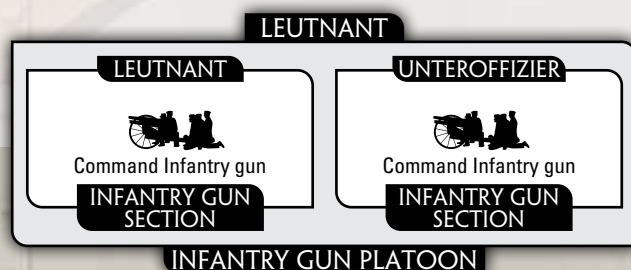 LEUTNANT
LEUTNANT
UNTEROFFIZIER
Command Infantry gun
Command Infantry gun
INFANTRY GUN
SECTION
INFANTRY GUN
SECTION
INFANTRY GUN PLATOON